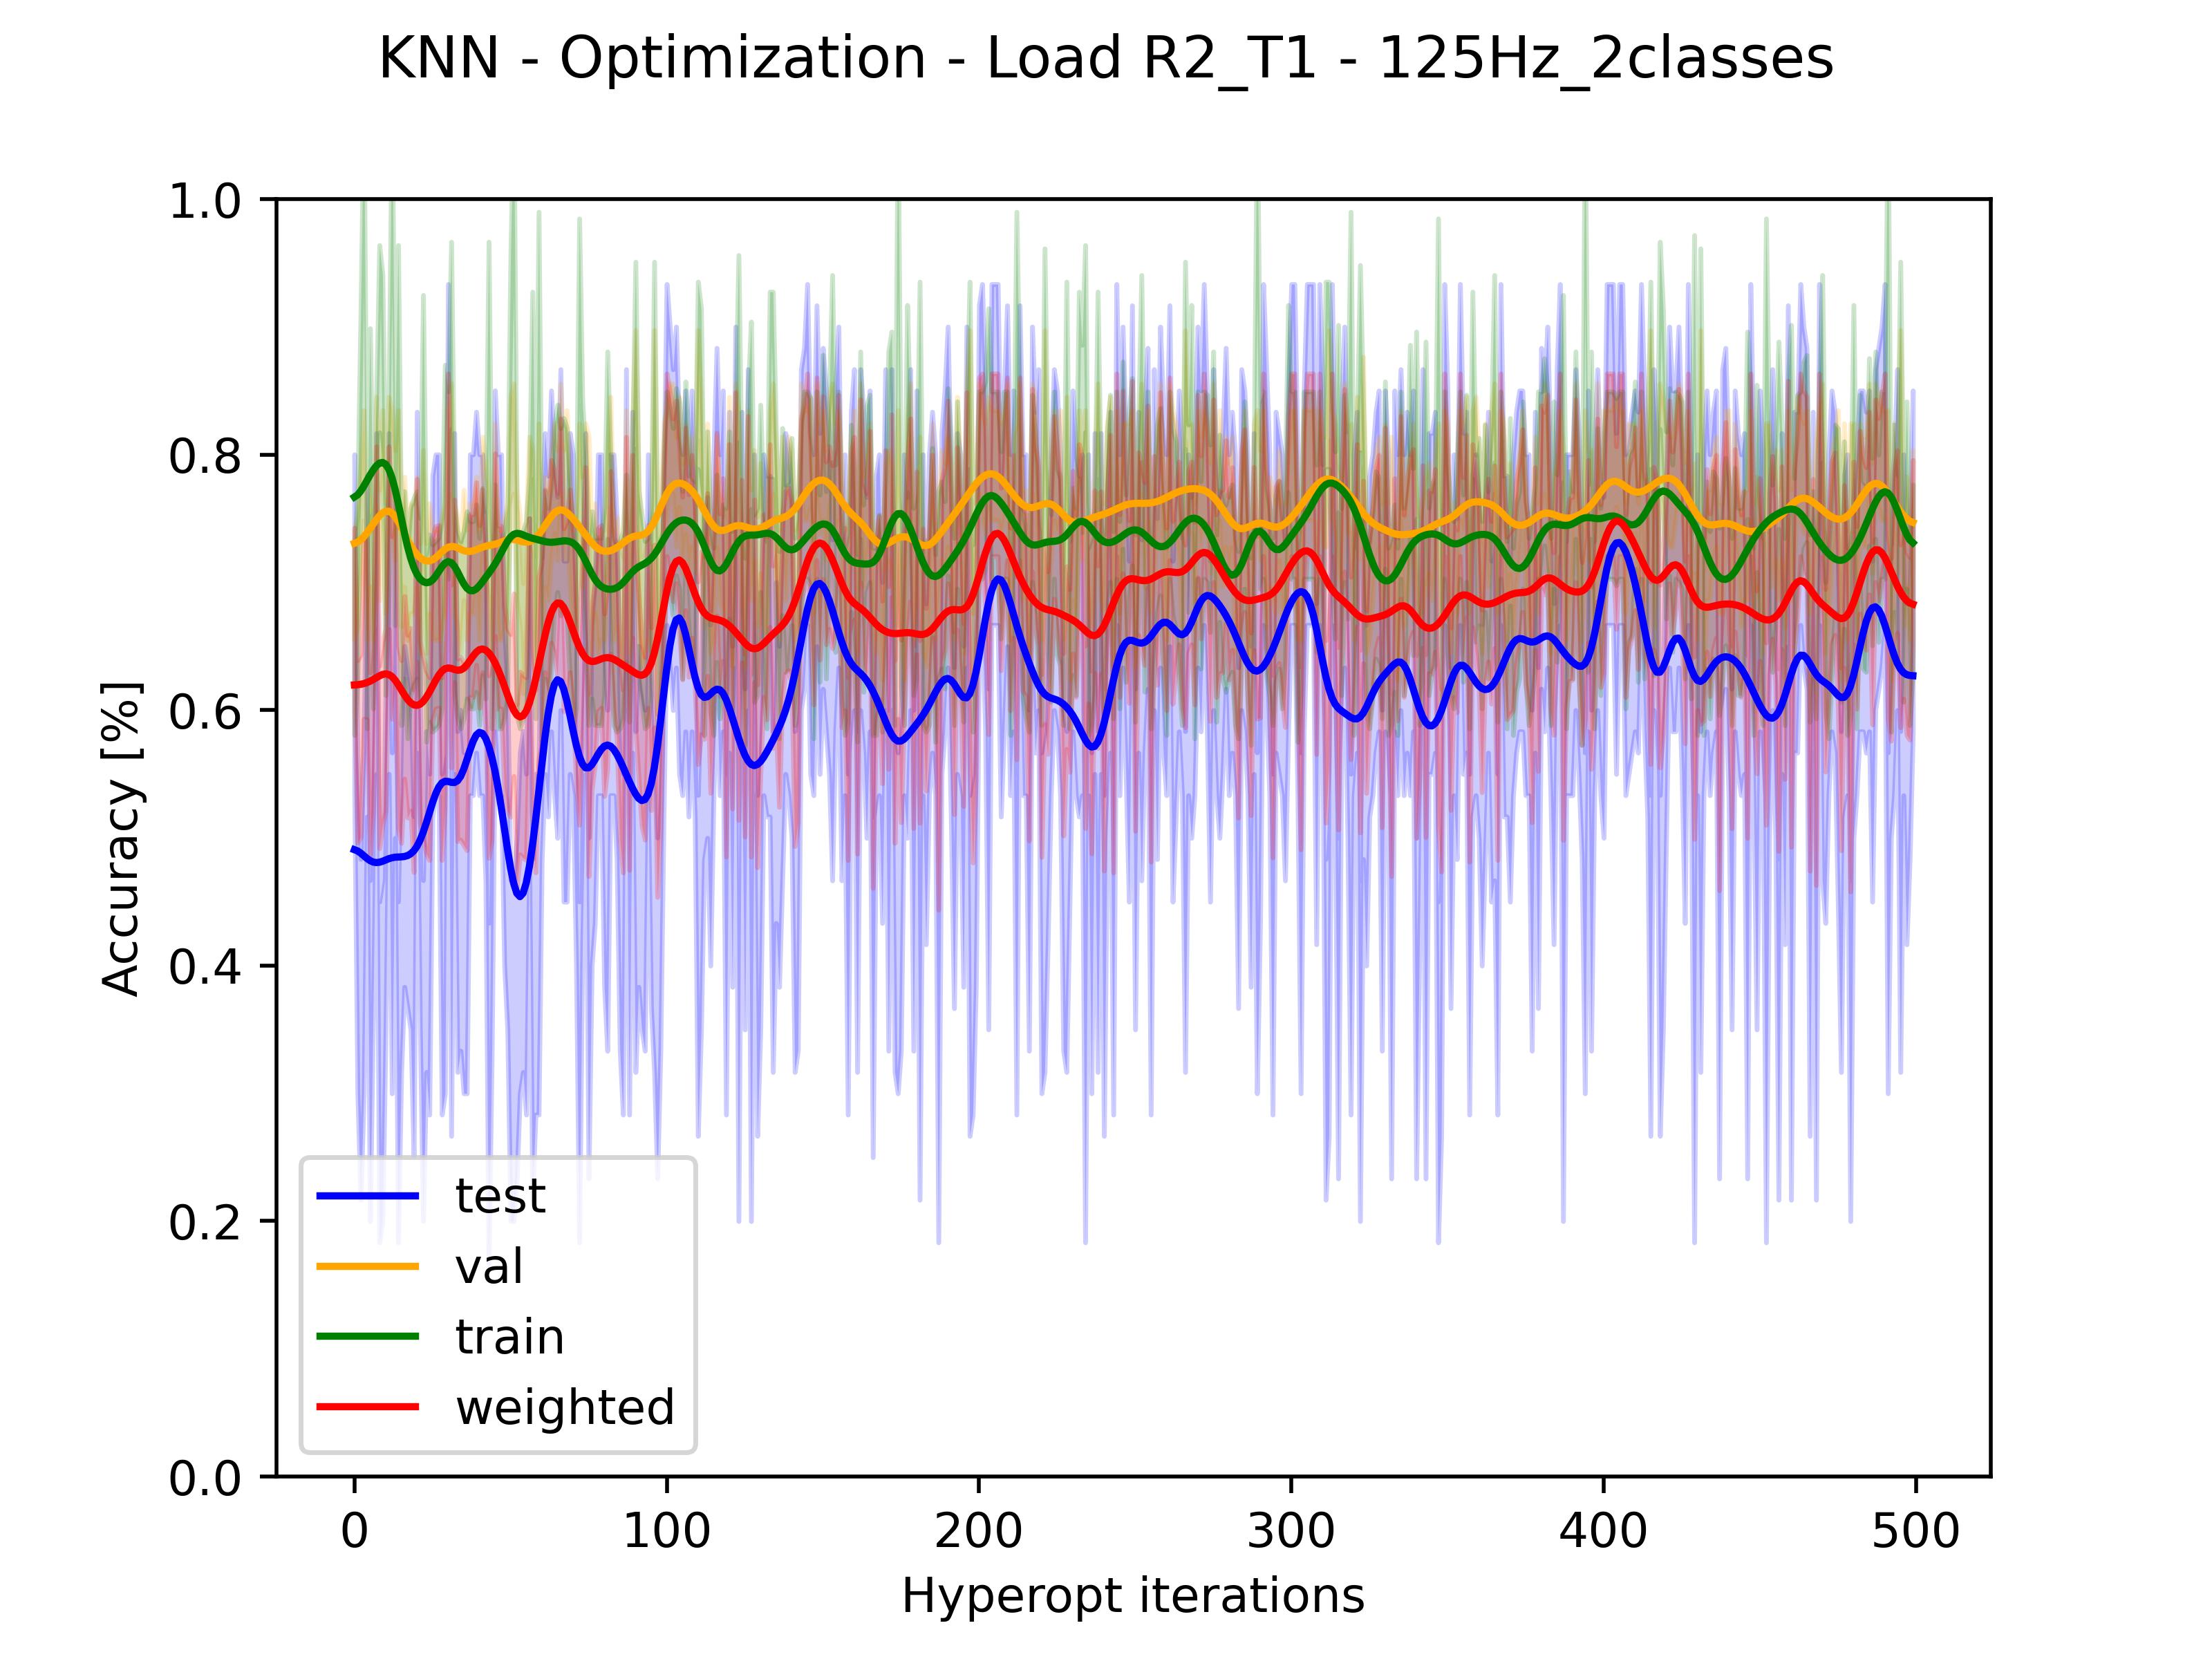 KNN - Optimization - Load R2_T1 - 125Hz_2classes
1.0
0.8
0.6
0.4
0.2
0.0
Accuracy [%]
test
val
train
weighted
0 100 200 300 400 500
Hyperopt iterations